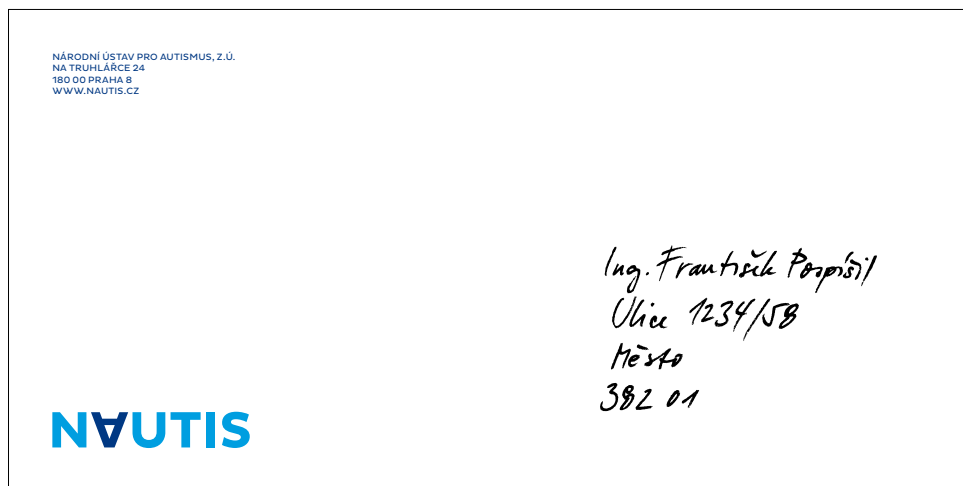 NÁRODNÍ ÚSTAV PRO AUTISMUS, Z.Ú.
NA TRUHLÁŘCE 24
180 00 PRAHA 8
WWW.NAUTIS.CZ
Ing. František Pospíšil
Ulice 1234/58
Město
382 01
NAUTIS